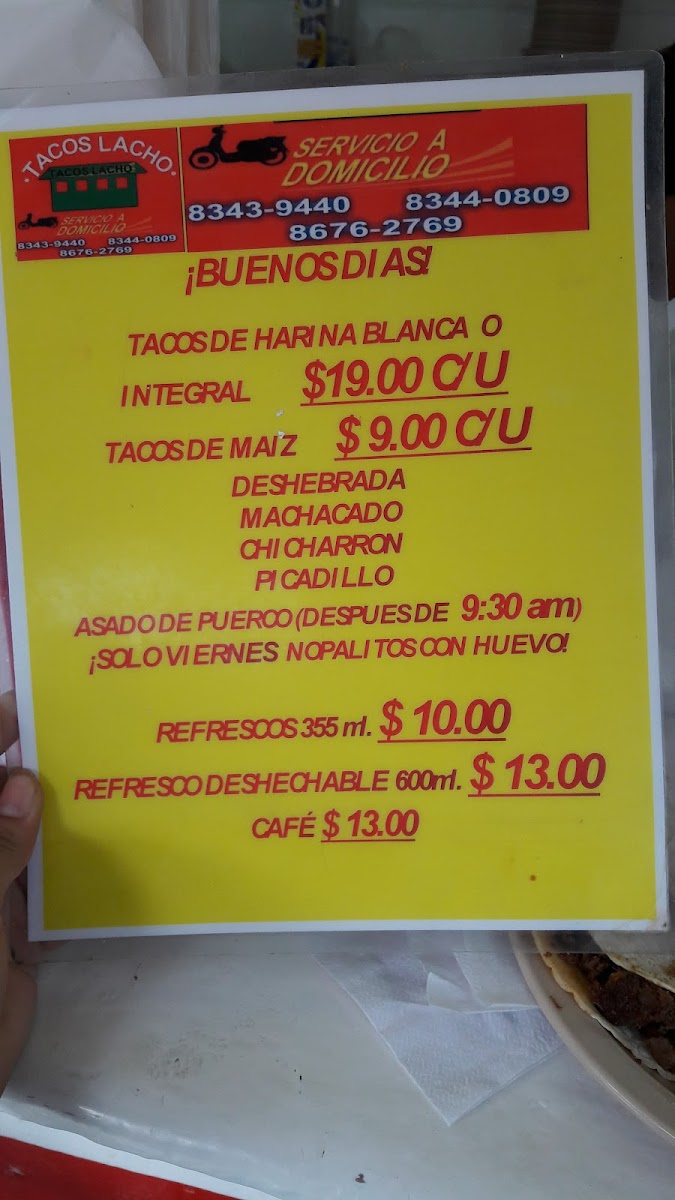 TACOS LACHO
TACOS LACHO
SERVICIO A
DOMICILIO
8343-9440 8344-0809
8676-2769
SERVICIO A
DOMICILIO
8343-9440 8344-0809
8676-2769
¡BUENOS DIAS!
TACOS DE HARINA BLANCA O
INTEGRAL $19.00 C/U
TACOS DE MAIZ $ 9.00 C/U
DESHEBRADA
MACHACADO
CHICHARRON
PICADILLO
ASADO DE PUERCO (DESPUES DE 9:30 am)
¡SOLO VIERNES NOPALITOS CON HUEVO!
REFRESCOS 355 ml. $ 10.00
REFRESCO DESHECHABLE 600ml. $ 13.00
CAFÉ $ 13.00